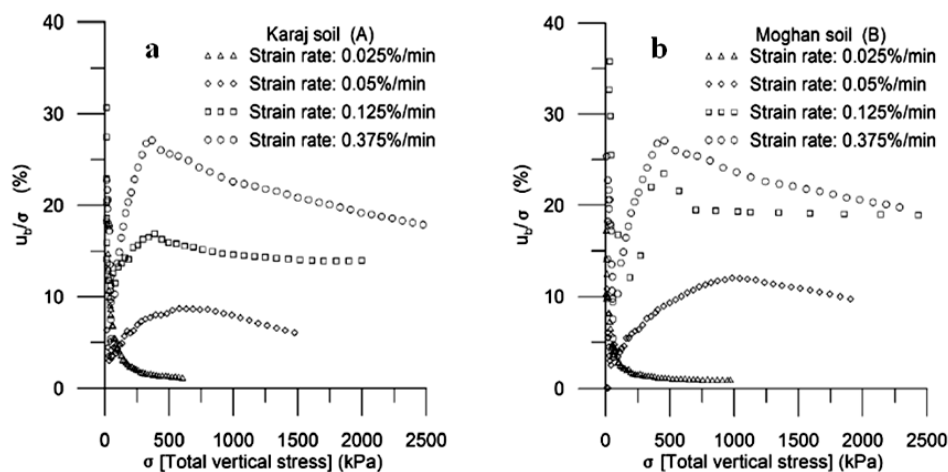 40
30
20
10
0
u_b/σ (%)
a
Karaj soil (A)
Strain rate: 0.025%/min
Strain rate: 0.05%/min
Strain rate: 0.125%/min
Strain rate: 0.375%/min
0 500 1000 1500 2000 2500
σ [Total vertical stress] (kPa)
40
30
20
10
0
u_b/σ (%)
b
Moghan soil (B)
Strain rate: 0.025%/min
Strain rate: 0.05%/min
Strain rate: 0.125%/min
Strain rate: 0.375%/min
0 500 1000 1500 2000 2500
σ [Total vertical stress] (kPa)